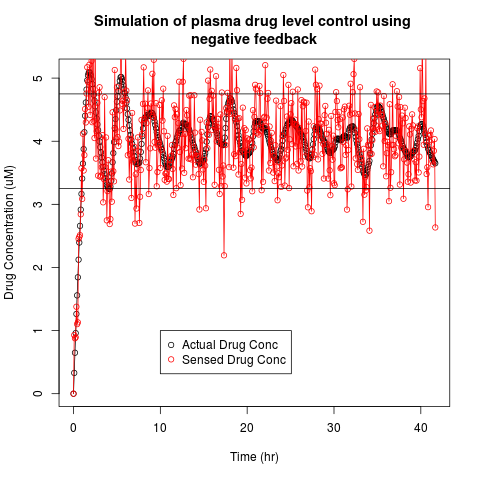 Simulation of plasma drug level control using
negative feedback
Drug Concentration (uM)
5
4
3
2
1
0
Actual Drug Conc
Sensed Drug Conc
0 10 20 30 40
Time (hr)